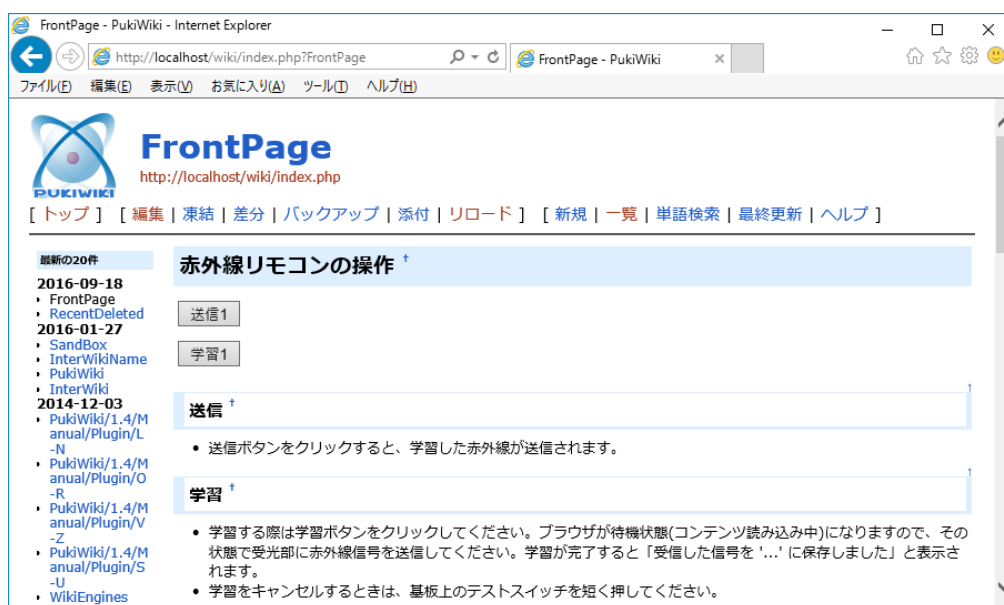 FrontPage - PukiWiki - Internet Explorer
http://localhost/wiki/index.php?FrontPage
FrontPage - PukiWiki
ファイル(F) 編集(E) 表示(V) お気に入り(A) ツール(T) ヘルプ(H)
PUKIWIKI
FrontPage
http://localhost/wiki/index.php
[ トップ ] [ 編集 | 凍結 | 差分 | バックアップ | 添付 | リロード ] [ 新規 | 一覧 | 単語検索 | 最終更新 | ヘルプ ]
最新の20件
2016-09-18
FrontPage
RecentDeleted
2016-01-27
SandBox
InterWikiName
PukiWiki
InterWiki
2014-12-03
PukiWiki/1.4/M
anual/Plugin/L
-N
PukiWiki/1.4/M
anual/Plugin/O
-R
PukiWiki/1.4/M
anual/Plugin/V
-Z
PukiWiki/1.4/M
anual/Plugin/S
-U
WikiEngines
赤外線リモコンの操作 †
送信1
学習1
↑
送信 †
• 送信ボタンをクリックすると、学習した赤外線が送信されます。
↑
学習 †
• 学習する際は学習ボタンをクリックしてください。ブラウザが待機状態(コンテンツ読み込み中)になりますので、その
状態で受光部に赤外線信号を送信してください。学習が完了すると「受信した信号を '...' に保存しました」と表示さ
れます。
• 学習をキャンセルするときは、基板上のテストスイッチを短く押してください。